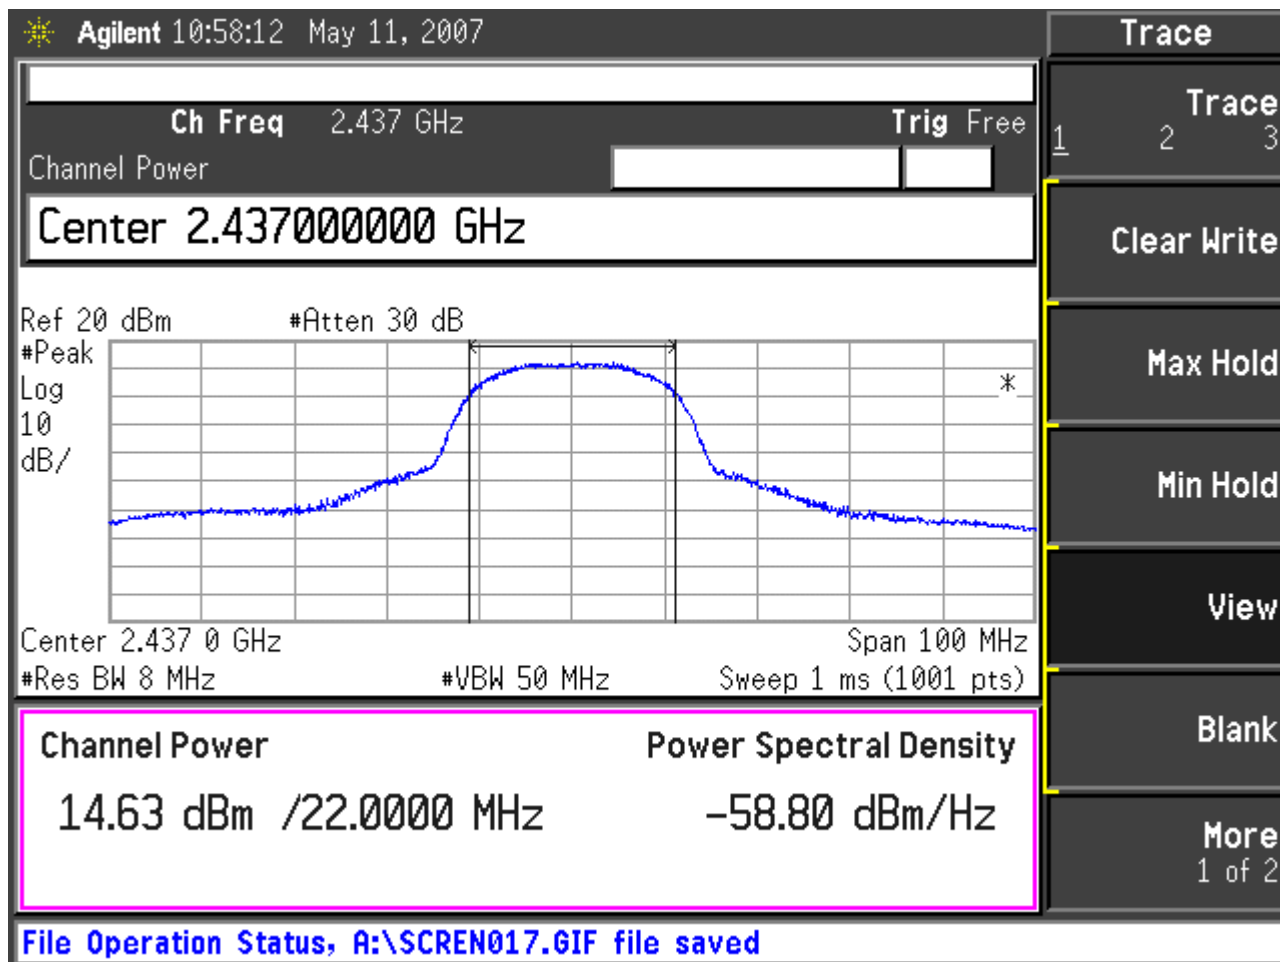 Agilent 10:58:12 May 11, 2007
Trace
Ch Freq 2.437 GHz Trig Free
Channel Power
Center 2.437000000 GHz
Ref 20 dBm #Atten 30 dB
#Peak
Log
10
dB/
*
Center 2.437 0 GHz Span 100 MHz
#Res BW 8 MHz #VBW 50 MHz Sweep 1 ms (1001 pts)
Channel Power Power Spectral Density
14.63 dBm /22.0000 MHz -58.80 dBm/Hz
File Operation Status, A:\SCREN017.GIF file saved
Trace
1 2 3
Clear Write
Max Hold
Min Hold
View
Blank
More
1 of 2